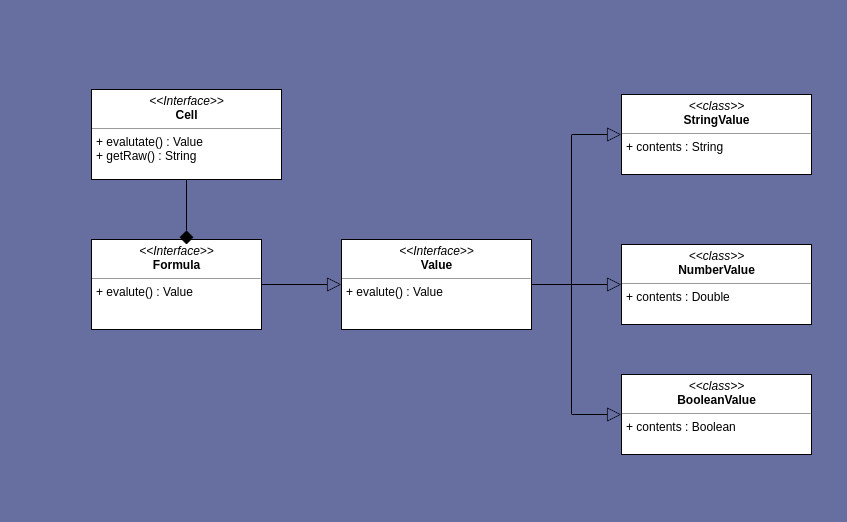 <<Interface>>
Cell
+ evalutate() : Value
+ getRaw() : String
<<Interface>>
Formula
+ evalute() : Value
<<Interface>>
Value
+ evalute() : Value
<<class>>
StringValue
+ contents : String
<<class>>
NumberValue
+ contents : Double
<<class>>
BooleanValue
+ contents : Boolean